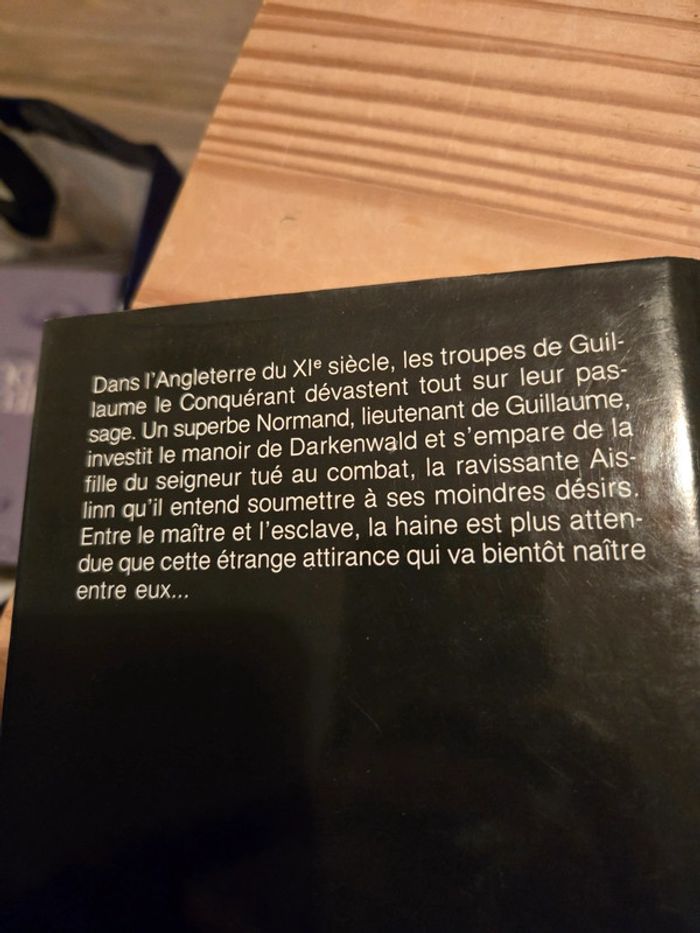 Dans l'Angleterre du XIe siècle, les troupes de Guil-
laume le Conquérant dévastent tout sur leur pas-
sage. Un superbe Normand, lieutenant de Guillaume,
investit le manoir de Darkenwald et s'empare de la
fille du seigneur tué au combat, la ravissante Ais-
linn qu'il entend soumettre à ses moindres désirs.
Entre le maître et l'esclave, la haine est plus atten-
due que cette étrange attirance qui va bientôt naître
entre eux...